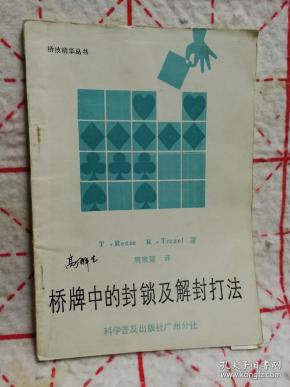 桥技精华丛书
T·Reese R·Trezel 著
周家骝 译
桥牌中的封锁及解封打法
科学普及出版社广州分社